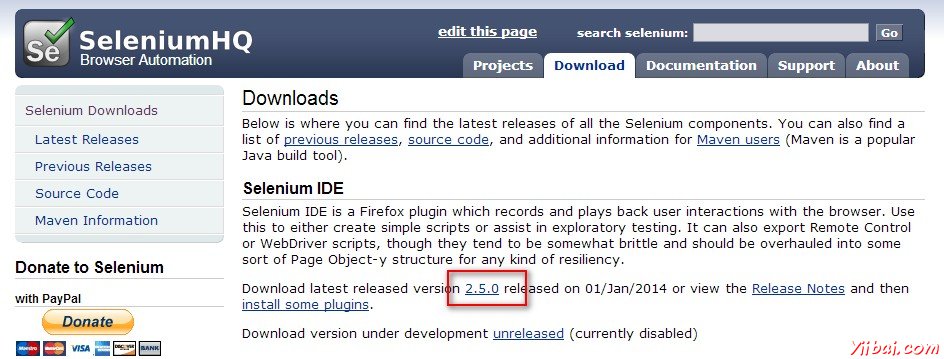 SeleniumHQ
Browser Automation
edit this page
search selenium:
Go
Projects
Download
Documentation
Support
About
Selenium Downloads
Latest Releases
Previous Releases
Source Code
Maven Information
Donate to Selenium
with PayPal
Donate
Downloads
Below is where you can find the latest releases of all the Selenium components. You can also find a
list of previous releases, source code, and additional information for Maven users (Maven is a popular
Java build tool).
Selenium IDE
Selenium IDE is a Firefox plugin which records and plays back user interactions with the browser. Use
this to either create simple scripts or assist in exploratory testing. It can also export Remote Control
or WebDriver scripts, though they tend to be somewhat brittle and should be overhauled into some
sort of Page Object-y structure for any kind of resiliency.
Download latest released version 2.5.0 released on 01/Jan/2014 or view the Release Notes and then
install some plugins.
Download version under development unreleased (currently disabled)
Se
VISA
BANK
Yiibai.com